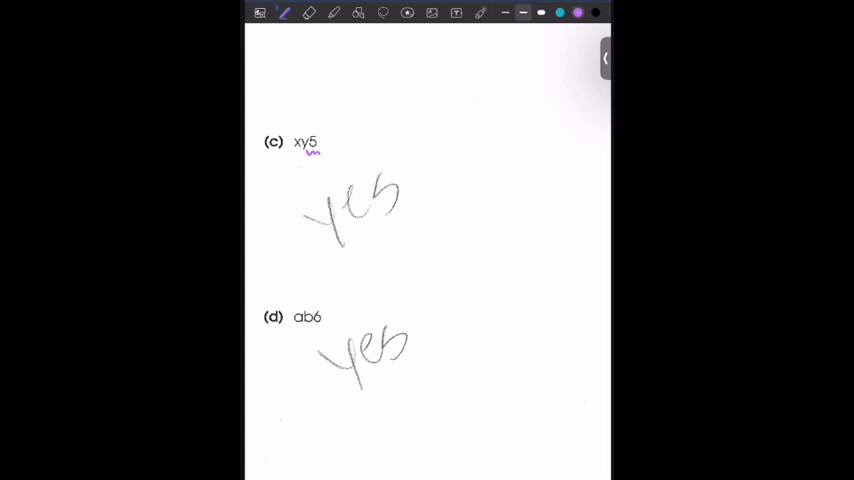 (c) xy5
yes
(d) ab6
yes